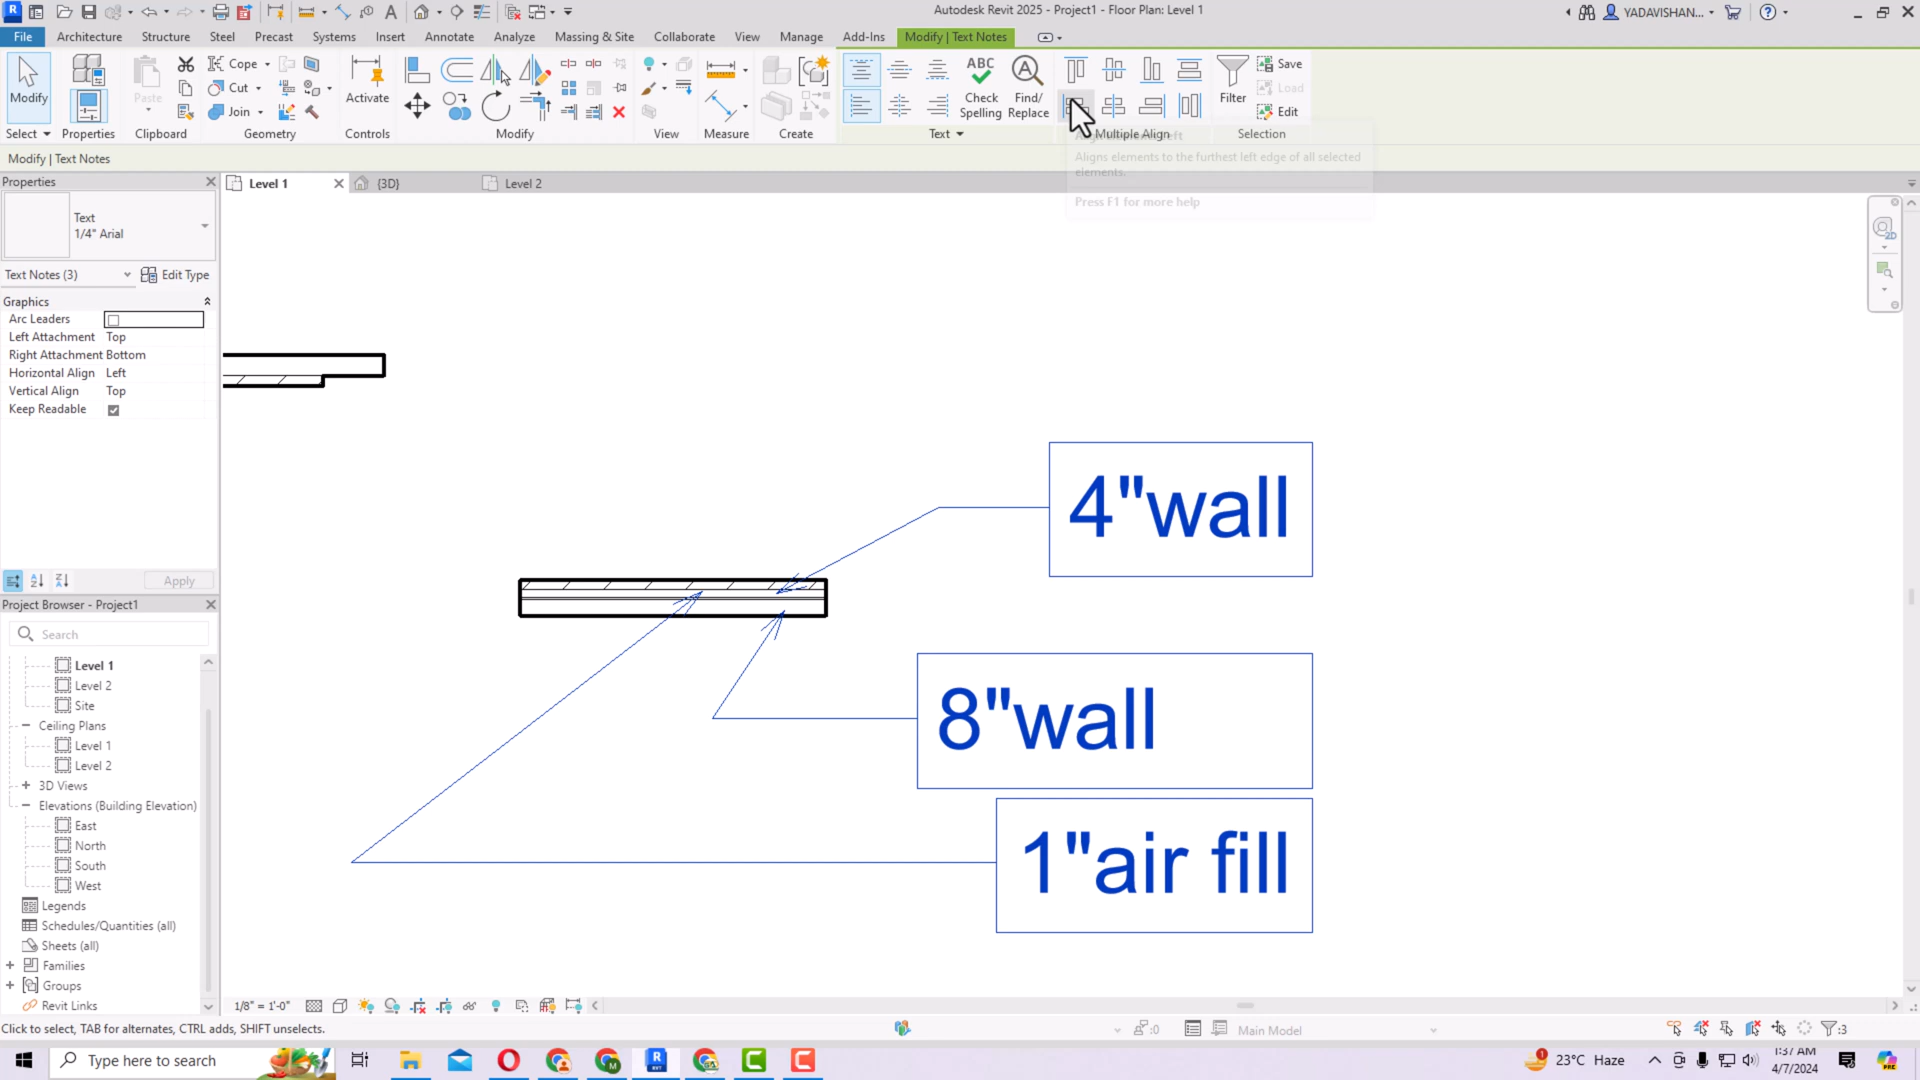 Autodesk Revit 2025 - Project1 - Floor Plan: Level 1
YADAVISHAN...
File Architecture Structure Steel Precast Systems Insert Annotate Analyze Massing & Site Collaborate View Manage Add-Ins Modify | Text Notes
Modify
Paste
Cope
Cut
Join
Activate
ABC
Check Spelling
Find/ Replace
Filter
Save
Load
Edit
Select Properties Clipboard Geometry Controls Modify View Measure Create Text Multiple Align Selection
Modify | Text Notes
Aligns elements to the furthest left edge of all selected
elements.
Press F1 for more help
Properties
Level 1
{3D}
Level 2
Text
1/4" Arial
Text Notes (3)
Edit Type
Graphics
Arc Leaders
Left Attachment Top
Right Attachment Bottom
Horizontal Align Left
Vertical Align Top
Keep Readable
Apply
Project Browser - Project1
Search
Level 1
Level 2
Site
Ceiling Plans
Level 1
Level 2
3D Views
Elevations (Building Elevation)
East
North
South
West
Legends
Schedules/Quantities (all)
Sheets (all)
Families
Groups
Revit Links
4"wall
8"wall
1"air fill
1/8" = 1'-0"
Click to select, TAB for alternates, CTRL adds, SHIFT unselects.
:0
Main Model
:3
Type here to search
23°C Haze
1:37 AM
4/7/2024